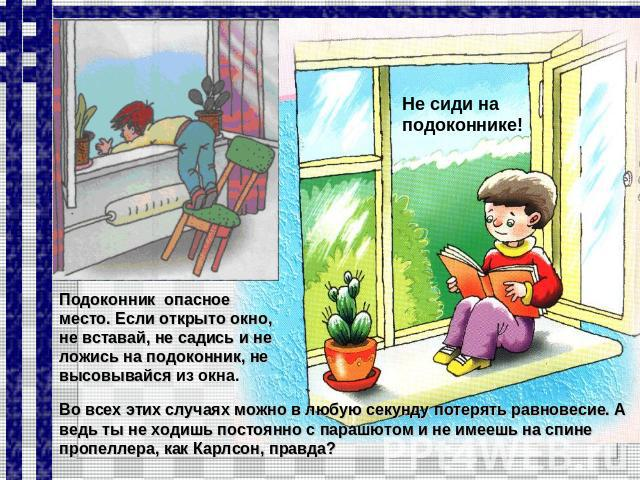 Не сиди на
подоконнике!
Подоконник опасное
место. Если открыто окно,
не вставай, не садись и не
ложись на подоконник, не
высовывайся из окна.
Во всех этих случаях можно в любую секунду потерять равновесие. А
ведь ты не ходишь постоянно с парашютом и не имеешь на спине
пропеллера, как Карлсон, правда?
PPt4WEB.RU